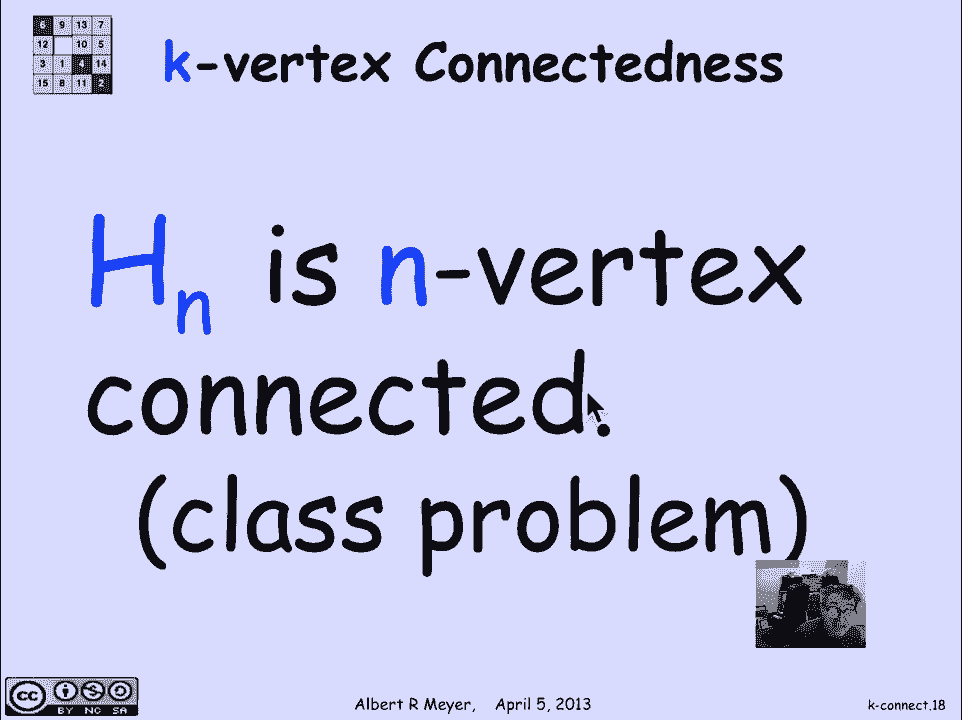 6 9 13 7
12 10 5
3 1 4 14
15 8 11 2
k-vertex Connectedness
Hn is n-vertex
connected.
(class problem)
cc
BY NC SA
Albert R Meyer, April 5, 2013
k-connect.18